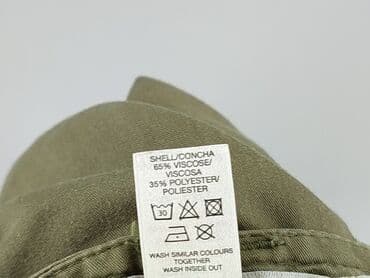 SHELL/CONCHA
65% VISCOSE/
VISCOSA
35% POLYESTER/
POLIESTER
30
WASH SIMILAR COLOURS
TOGETHER
WASH INSIDE OUT